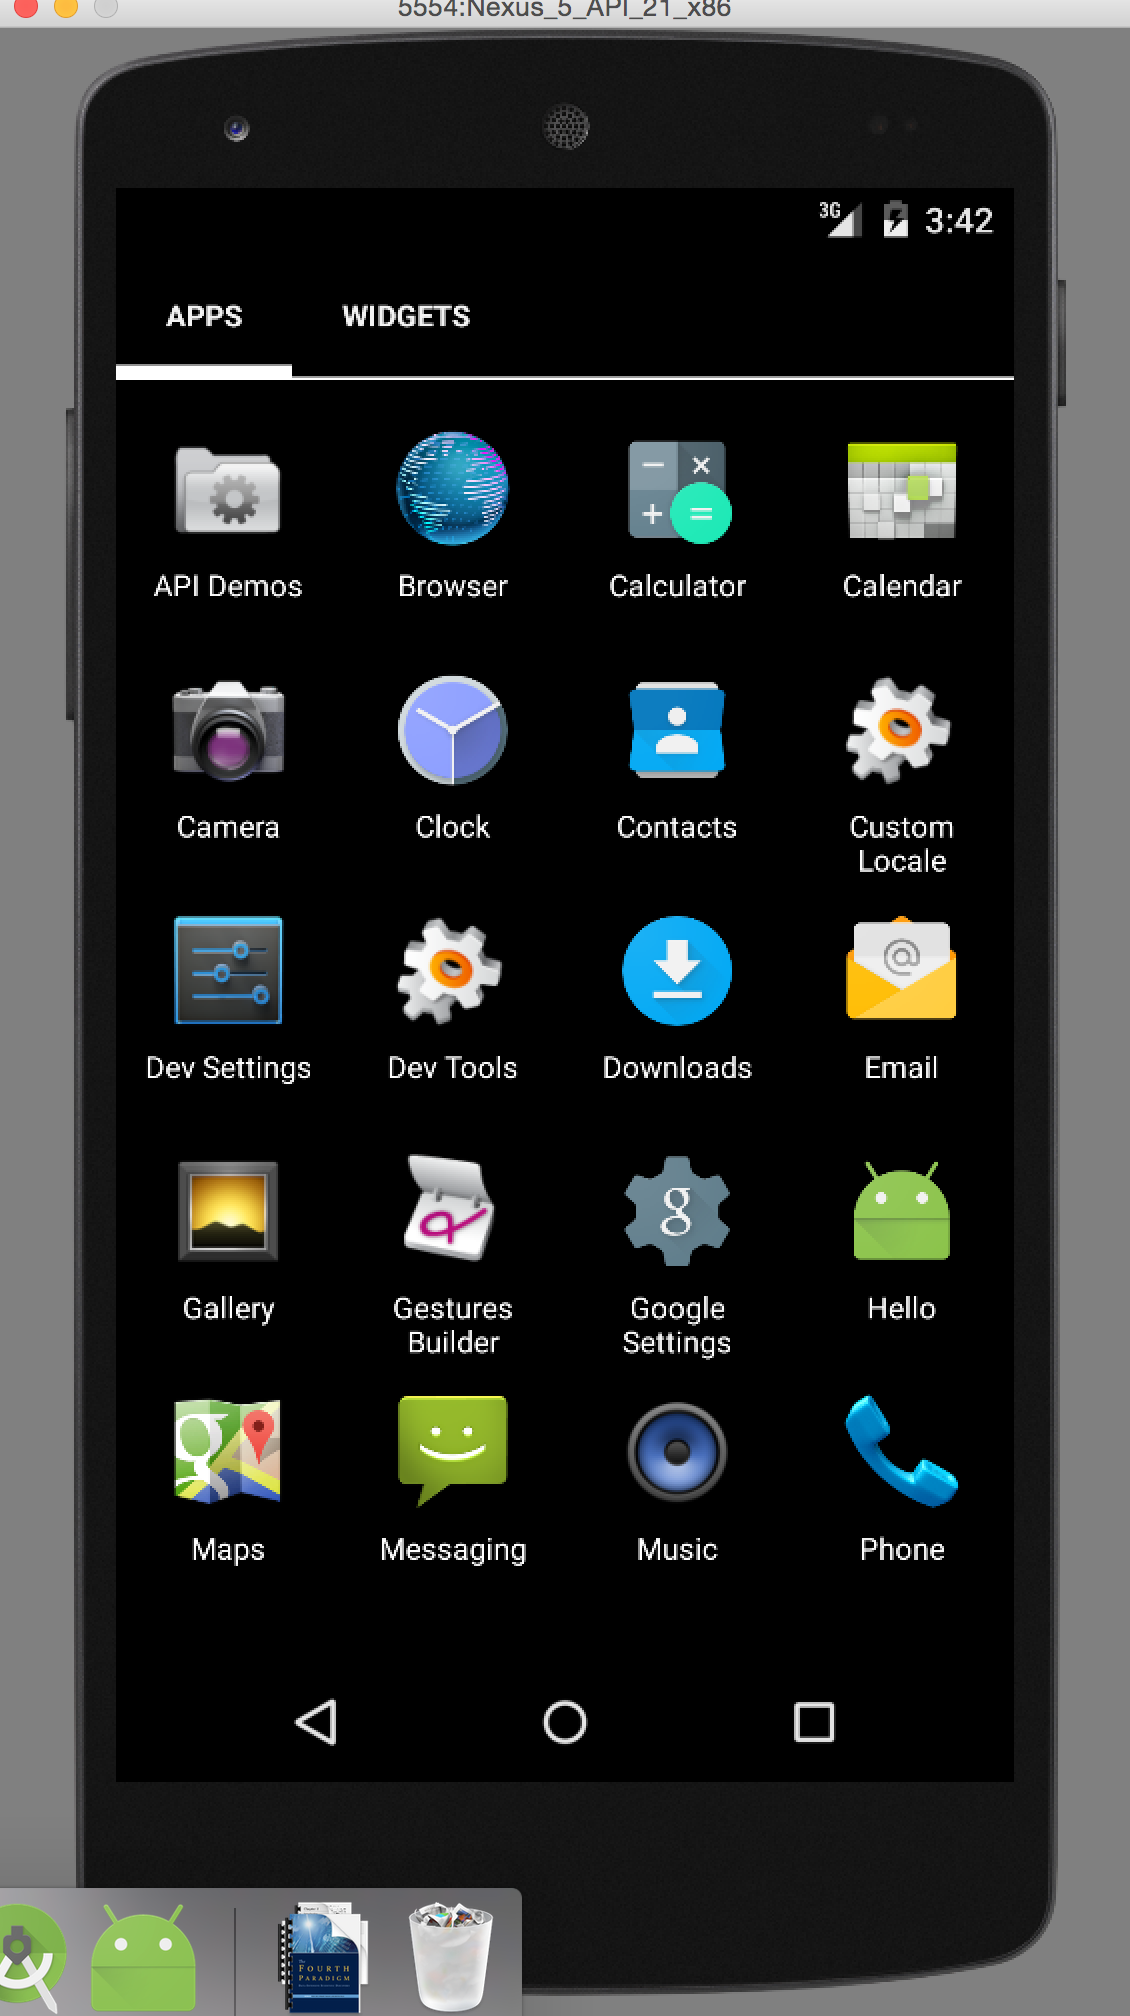 5554:Nexus_5_API_21_x86
3G 3:42
APPS WIDGETS
API Demos Browser Calculator Calendar
Camera Clock Contacts Custom
Locale
Dev Settings Dev Tools Downloads Email
Gallery Gestures Google Hello
Builder Settings
Maps Messaging Music Phone
The
FOURTH
PARADIGM